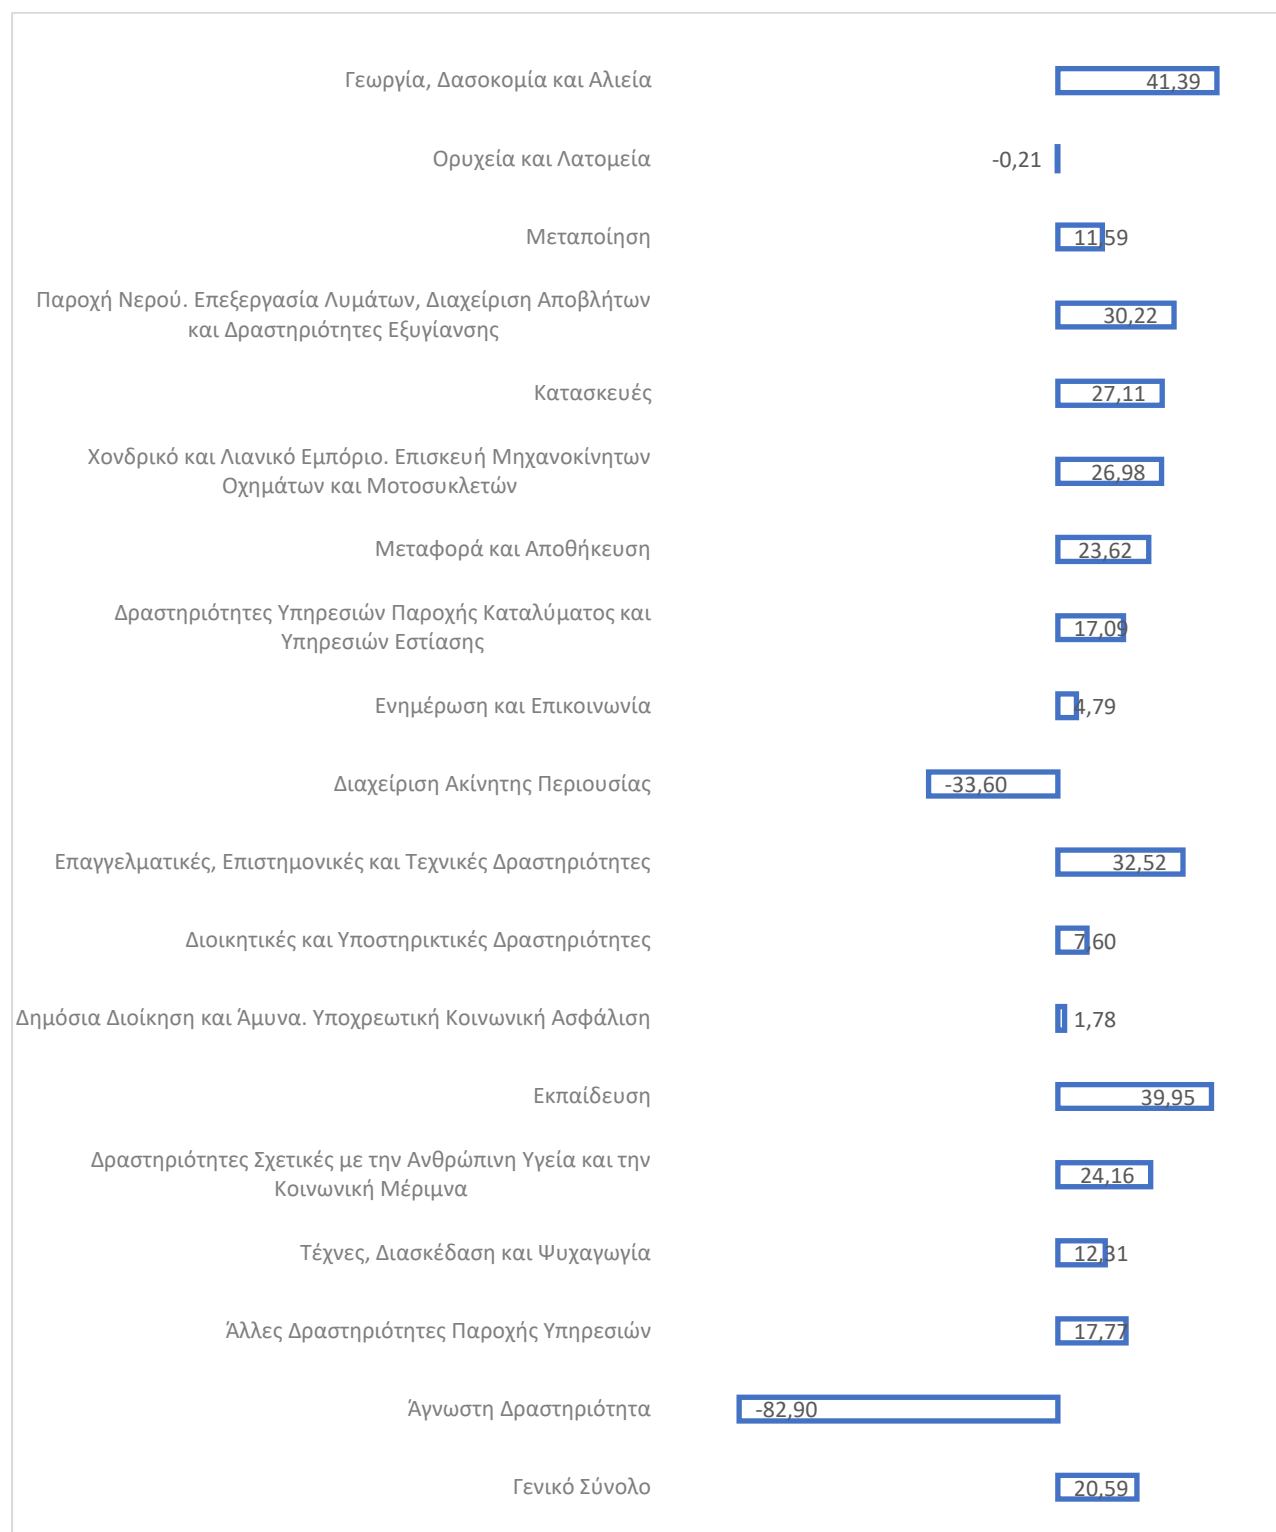 Γεωργία, Δασοκομία και Αλιεία
41,39
Ορυχεία και Λατομεία
-0,21
Μεταποίηση
11,59
Παροχή Νερού. Επεξεργασία Λυμάτων, Διαχείριση Αποβλήτων
και Δραστηριότητες Εξυγίανσης
30,22
Κατασκευές
27,11
Χονδρικό και Λιανικό Εμπόριο. Επισκευή Μηχανοκίνητων
Οχημάτων και Μοτοσυκλετών
26,98
Μεταφορά και Αποθήκευση
23,62
Δραστηριότητες Υπηρεσιών Παροχής Καταλύματος και
Υπηρεσιών Εστίασης
17,09
Ενημέρωση και Επικοινωνία
4,79
Διαχείριση Ακίνητης Περιουσίας
-33,60
Επαγγελματικές, Επιστημονικές και Τεχνικές Δραστηριότητες
32,52
Διοικητικές και Υποστηρικτικές Δραστηριότητες
7,60
Δημόσια Διοίκηση και Άμυνα. Υποχρεωτική Κοινωνική Ασφάλιση
1,78
Εκπαίδευση
39,95
Δραστηριότητες Σχετικές με την Ανθρώπινη Υγεία και την
Κοινωνική Μέριμνα
24,16
Τέχνες, Διασκέδαση και Ψυχαγωγία
12,31
Άλλες Δραστηριότητες Παροχής Υπηρεσιών
17,77
Άγνωστη Δραστηριότητα
-82,90
Γενικό Σύνολο
20,59